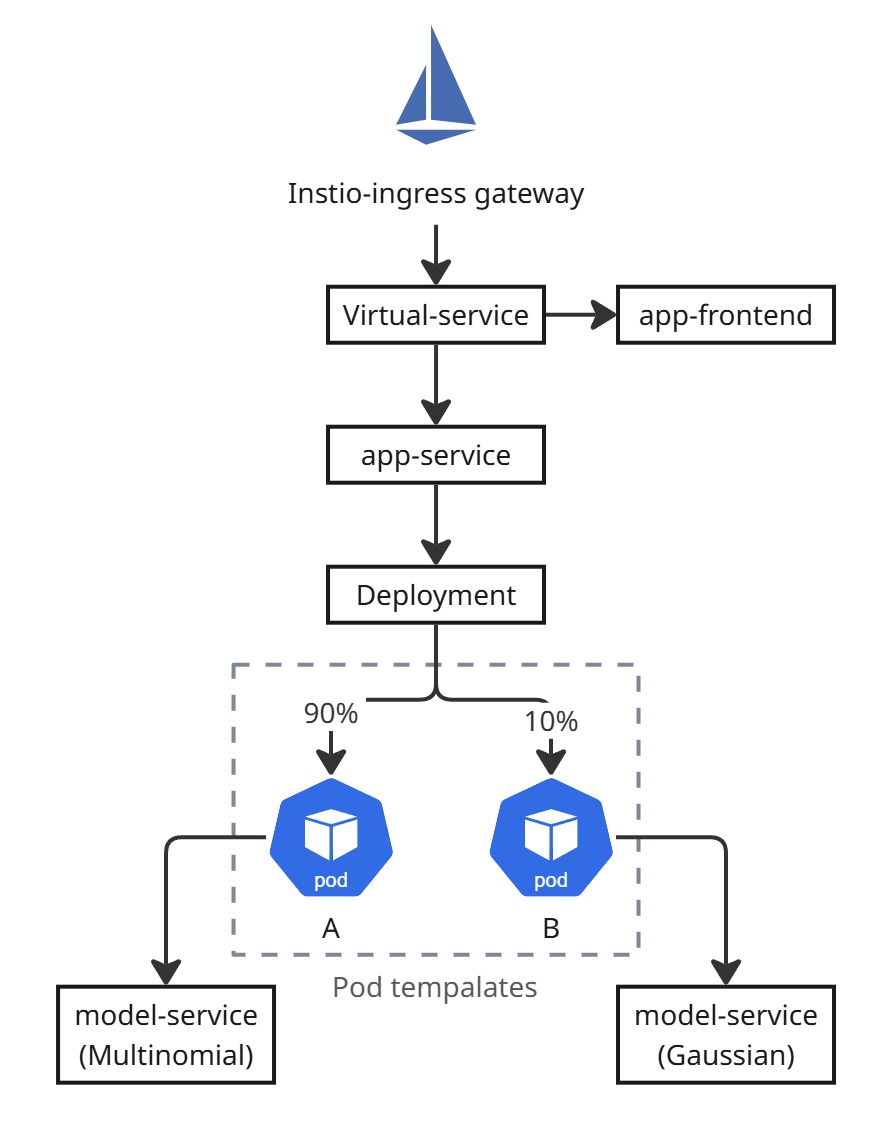 Instio-ingress gateway
Virtual-service
app-frontend
app-service
Deployment
90%
10%
pod
pod
A
B
Pod tempalates
model-service
(Multinomial)
model-service
(Gaussian)